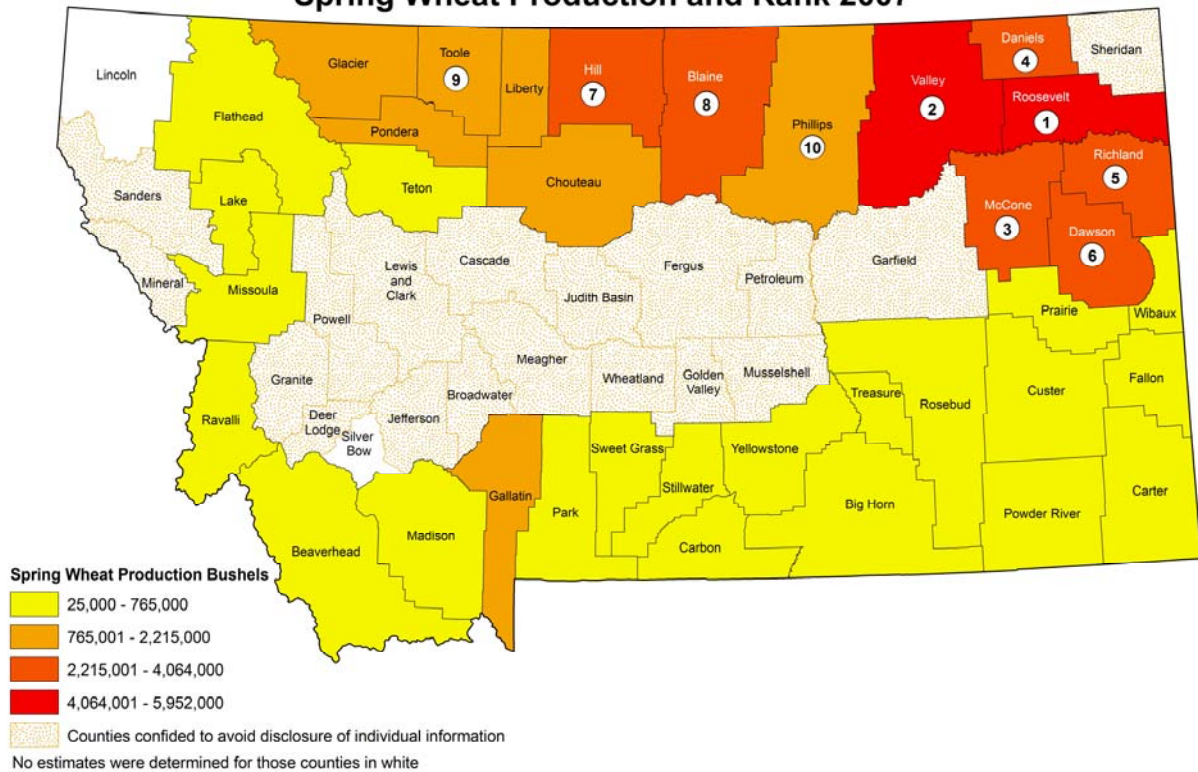 Spring Wheat Production and Rank 2007
Lincoln
Flathead
Glacier
Toole
9
Liberty
Hill
7
Blaine
8
Phillips
10
Valley
2
Daniels
4
Sheridan
Roosevelt
1
Pondera
Teton
Chouteau
Richland
5
McCone
3
Dawson
6
Sanders
Lake
Mineral
Missoula
Powell
Lewis
and
Clark
Cascade
Judith Basin
Fergus
Petroleum
Garfield
Prairie
Wibaux
Granite
Meagher
Wheatland
Golden
Valley
Musselshell
Treasure
Rosebud
Custer
Fallon
Ravalli
Deer
Lodge
Silver
Bow
Jefferson
Broadwater
Gallatin
Park
Sweet Grass
Stillwater
Yellowstone
Carbon
Big Horn
Powder River
Carter
Beaverhead
Madison
Spring Wheat Production Bushels
25,000 - 765,000
765,001 - 2,215,000
2,215,001 - 4,064,000
4,064,001 - 5,952,000
Counties confided to avoid disclosure of individual information
No estimates were determined for those counties in white